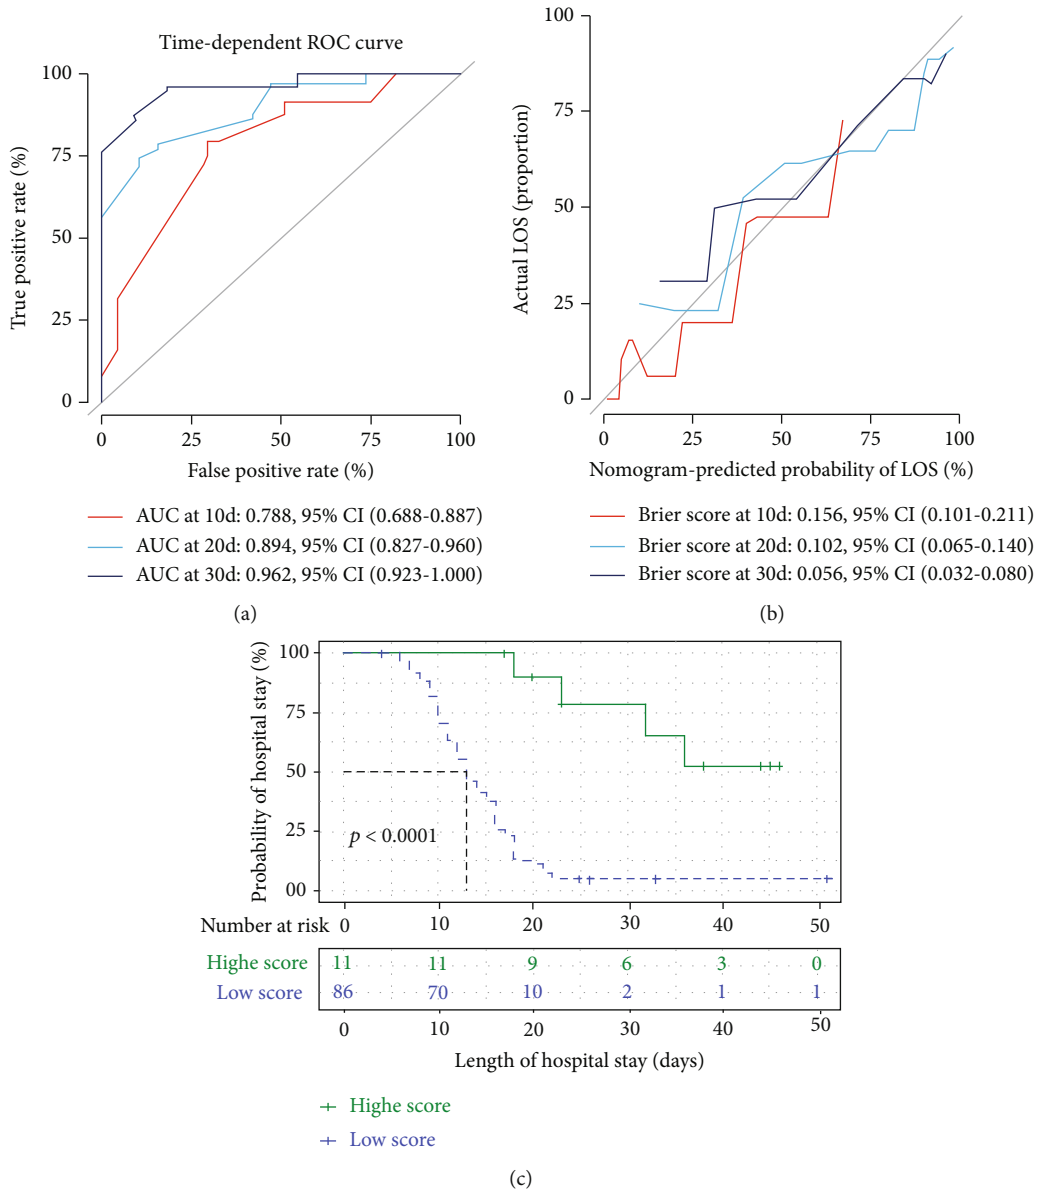 Time-dependent ROC curve
100
75
50
25
0
True positive rate (%)
0 25 50 75 100
False positive rate (%)
AUC at 10d: 0.788, 95% CI (0.688-0.887)
AUC at 20d: 0.894, 95% CI (0.827-0.960)
AUC at 30d: 0.962, 95% CI (0.923-1.000)
(a)
100
75
50
25
0
Actual LOS (proportion)
0 25 50 75 100
Nomogram-predicted probability of LOS (%)
Brier score at 10d: 0.156, 95% CI (0.101-0.211)
Brier score at 20d: 0.102, 95% CI (0.065-0.140)
Brier score at 30d: 0.056, 95% CI (0.032-0.080)
(b)
100
75
50
25
00
Probability of hospital stay (%)
p < 0.0001
Number at risk 0 10 20 30 40 50
Highe score 11 11 9 6 3 0
Low score 86 70 10 2 1 1
0 10 20 30 40 50
Length of hospital stay (days)
Highe score
Low score
(c)